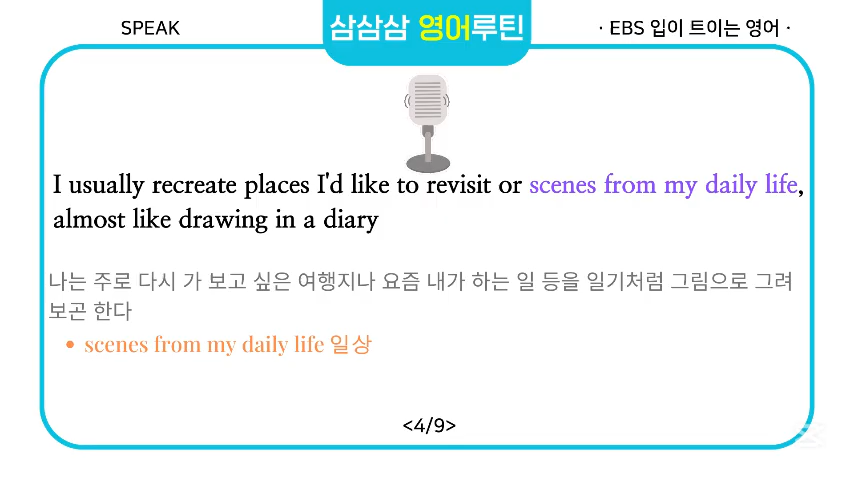 SPEAK
삼삼삼 영어루틴
· EBS 입이 트이는 영어 ·
I usually recreate places I'd like to revisit or scenes from my daily life,
almost like drawing in a diary
나는 주로 다시 가 보고 싶은 여행지나 요즘 내가 하는 일 등을 일기처럼 그림으로 그려
보곤 한다
• scenes from my daily life 일상
<4/9>